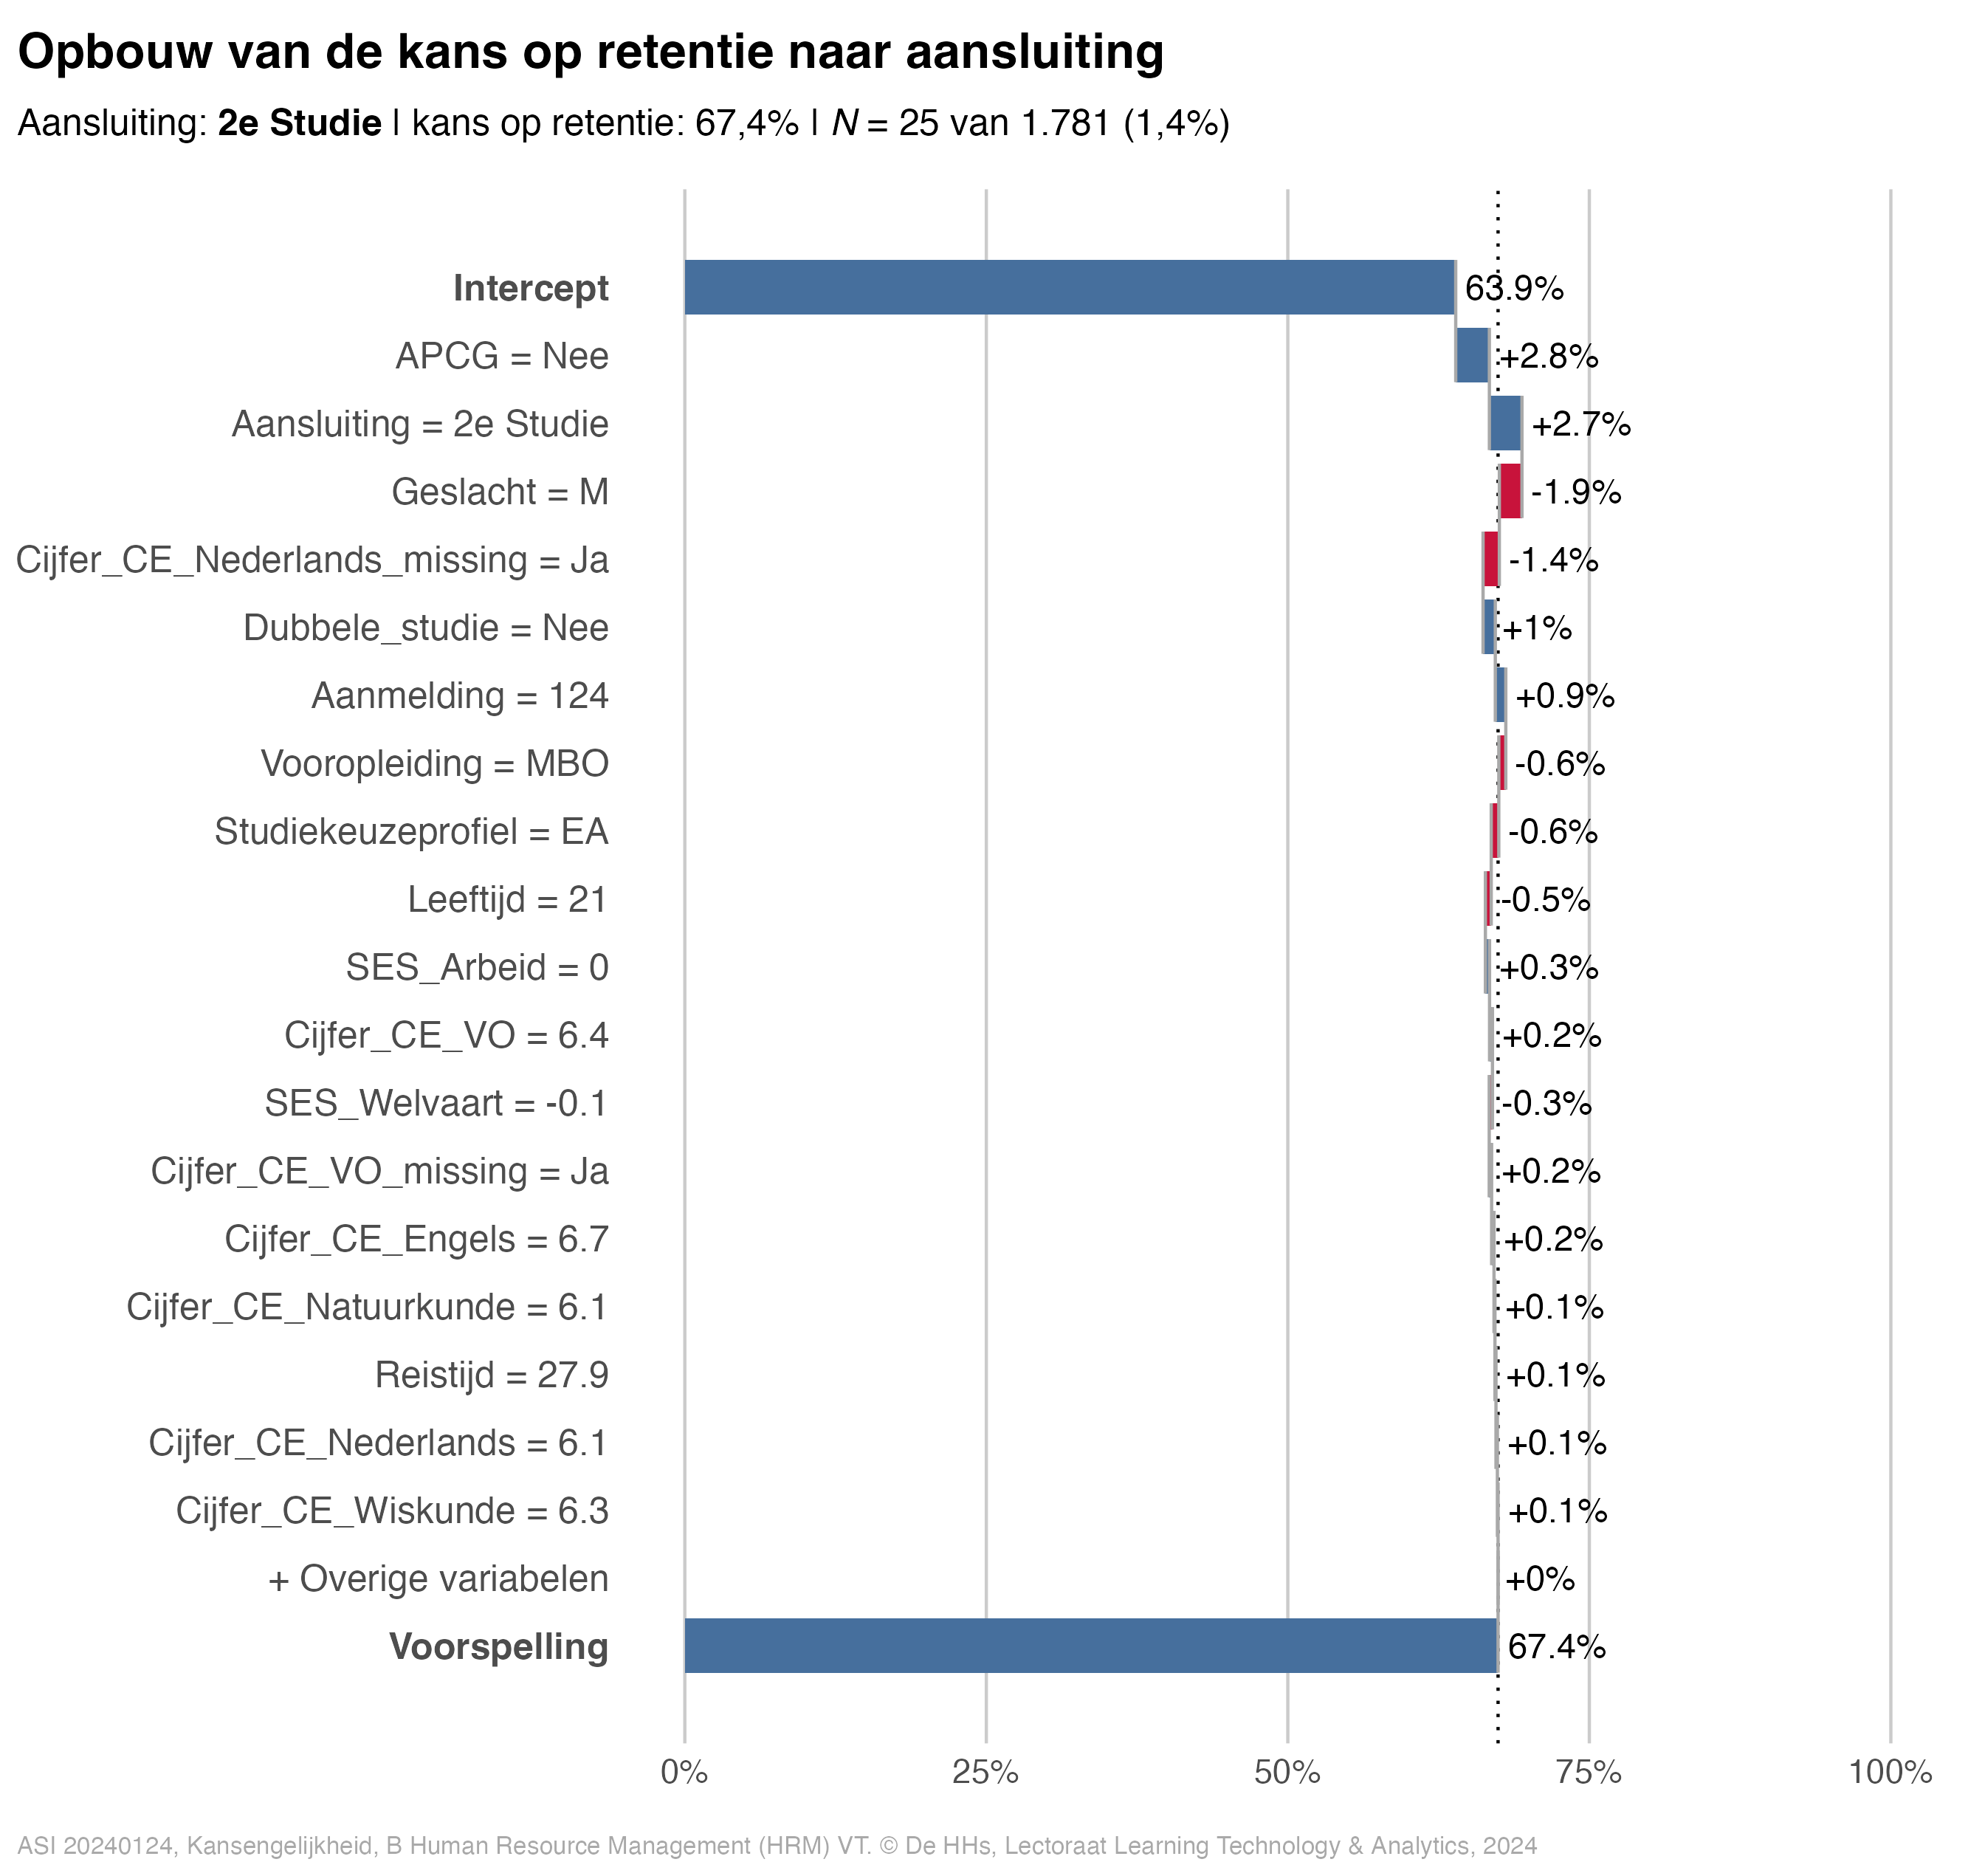 Opbouw van de kans op retentie naar aansluiting
Aansluiting: 2e Studie | kans op retentie: 67,4% | N = 25 van 1.781 (1,4%)
Intercept 63.9%
APCG = Nee +2.8%
Aansluiting = 2e Studie +2.7%
Geslacht = M -1.9%
Cijfer_CE_Nederlands_missing = Ja -1.4%
Dubbele_studie = Nee +1%
Aanmelding = 124 +0.9%
Vooropleiding = MBO -0.6%
Studiekeuzeprofiel = EA -0.6%
Leeftijd = 21 -0.5%
SES_Arbeid = 0 +0.3%
Cijfer_CE_VO = 6.4 +0.2%
SES_Welvaart = -0.1 -0.3%
Cijfer_CE_VO_missing = Ja +0.2%
Cijfer_CE_Engels = 6.7 +0.2%
Cijfer_CE_Natuurkunde = 6.1 +0.1%
Reistijd = 27.9 +0.1%
Cijfer_CE_Nederlands = 6.1 +0.1%
Cijfer_CE_Wiskunde = 6.3 +0.1%
+ Overige variabelen +0%
Voorspelling 67.4%
0% 25% 50% 75% 100%
ASI 20240124, Kansengelijkheid, B Human Resource Management (HRM) VT. © De HHs, Lectoraat Learning Technology & Analytics, 2024